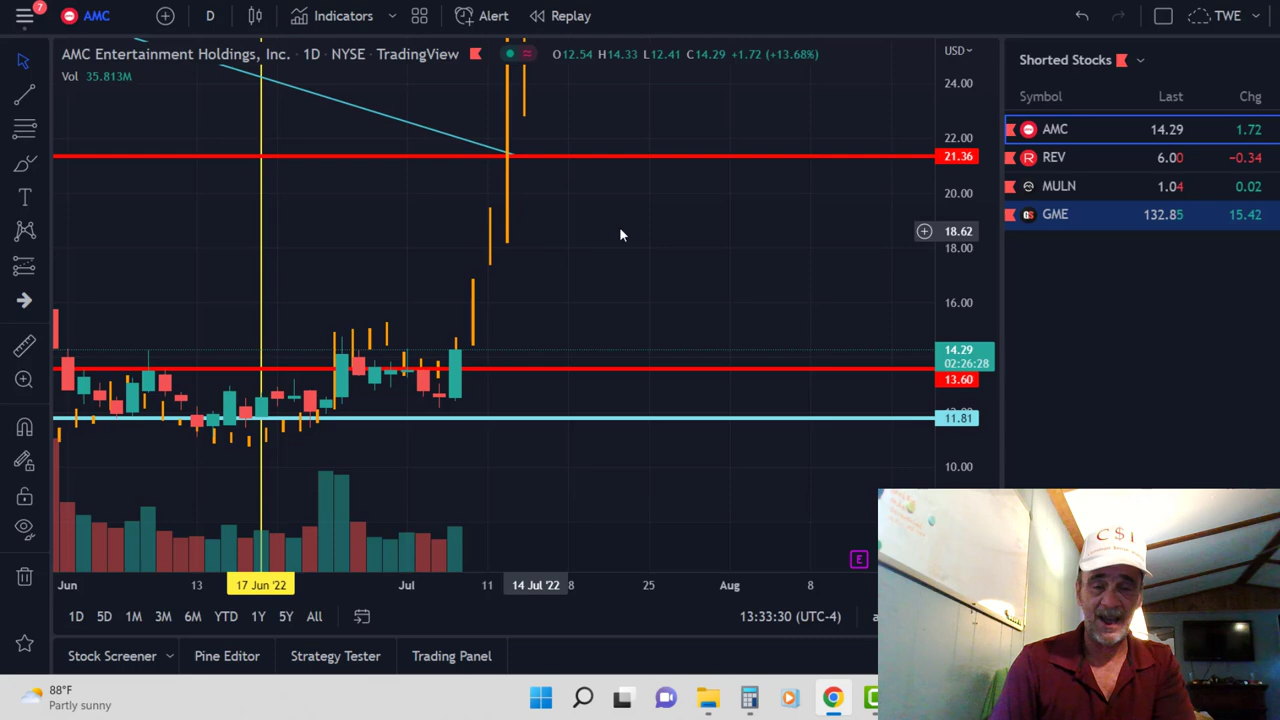 7
AMC
D
Indicators
Alert
Replay
TWE
AMC Entertainment Holdings, Inc. · 1D · NYSE · TradingView
O12.54 H14.33 L12.41 C14.29 +1.72 (+13.68%)
Vol 35.813M
USD
24.00
22.00
21.36
20.00
18.62
18.00
16.00
14.29
02:26:28
13.60
11.81
10.00
Shorted Stocks
Symbol Last Chg
AMC 14.29 1.72
REV 6.00 −0.34
MULN 1.04 0.02
GME 132.85 15.42
E
Jun 13 17 Jun '22 Jul 11 14 Jul '22 8 25 Aug 8
1D 5D 1M 3M 6M YTD 1Y 5Y All
13:33:30 (UTC-4)
Stock Screener Pine Editor Strategy Tester Trading Panel
88°F
Partly sunny
C$I